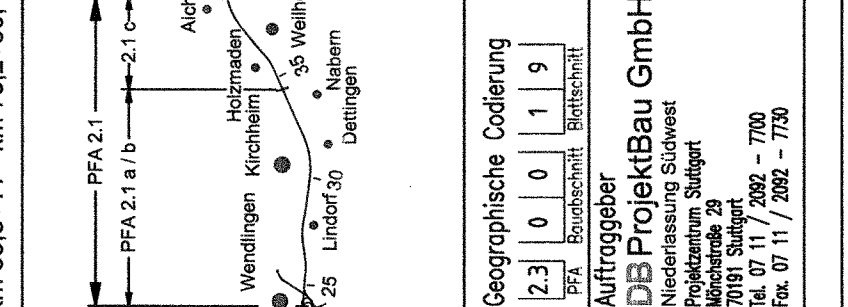 PFA 2.1
PFA 2.1 a / b
2.1 c
Aich
Weilh
Holzmaden
35
Nabern
Kirchheim
Dettingen
30
Lindorf
Wendlingen
25
Geographische Codierung
2.3 0 0 1 9
PFA Bauabschnitt Blattschnitt
Auftraggeber
DB ProjektBau GmbH
Niederlassung Südwest
Projektzentrum Stuttgart
Mönchstraße 29
70191 Stuttgart
Tel. 07 11 / 2092 - 7700
Fax. 07 11 / 2092 - 7730